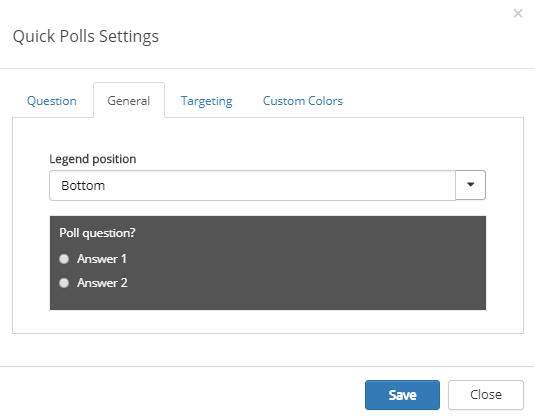 ×
Quick Polls Settings
Question General Targeting Custom Colors
Legend position
Bottom
Poll question?
Answer 1
Answer 2
Save Close